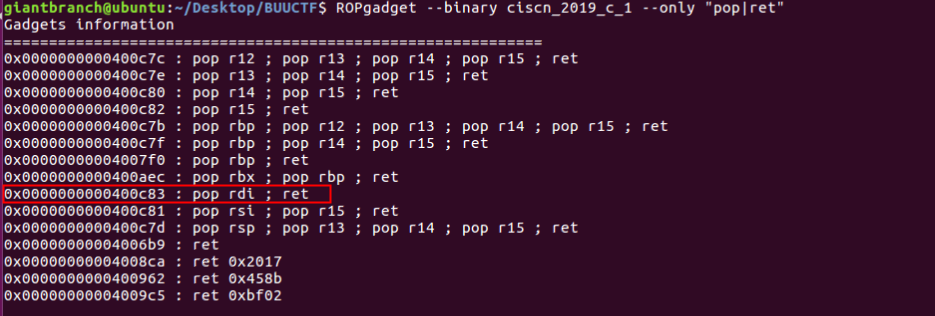 giantbranch@ubuntu:~/Desktop/BUUCTF$ ROPgadget --binary ciscn_2019_c_1 --only "pop|ret"
Gadgets information
============================================================
0x0000000000400c7c : pop r12 ; pop r13 ; pop r14 ; pop r15 ; ret
0x0000000000400c7e : pop r13 ; pop r14 ; pop r15 ; ret
0x0000000000400c80 : pop r14 ; pop r15 ; ret
0x0000000000400c82 : pop r15 ; ret
0x0000000000400c7b : pop rbp ; pop r12 ; pop r13 ; pop r14 ; pop r15 ; ret
0x0000000000400c7f : pop rbp ; pop r14 ; pop r15 ; ret
0x00000000004007f0 : pop rbp ; ret
0x0000000000400aec : pop rbx ; pop rbp ; ret
0x0000000000400c83 : pop rdi ; ret
0x0000000000400c81 : pop rsi ; pop r15 ; ret
0x0000000000400c7d : pop rsp ; pop r13 ; pop r14 ; pop r15 ; ret
0x00000000004006b9 : ret
0x00000000004008ca : ret 0x2017
0x0000000000400962 : ret 0x458b
0x00000000004009c5 : ret 0xbf02